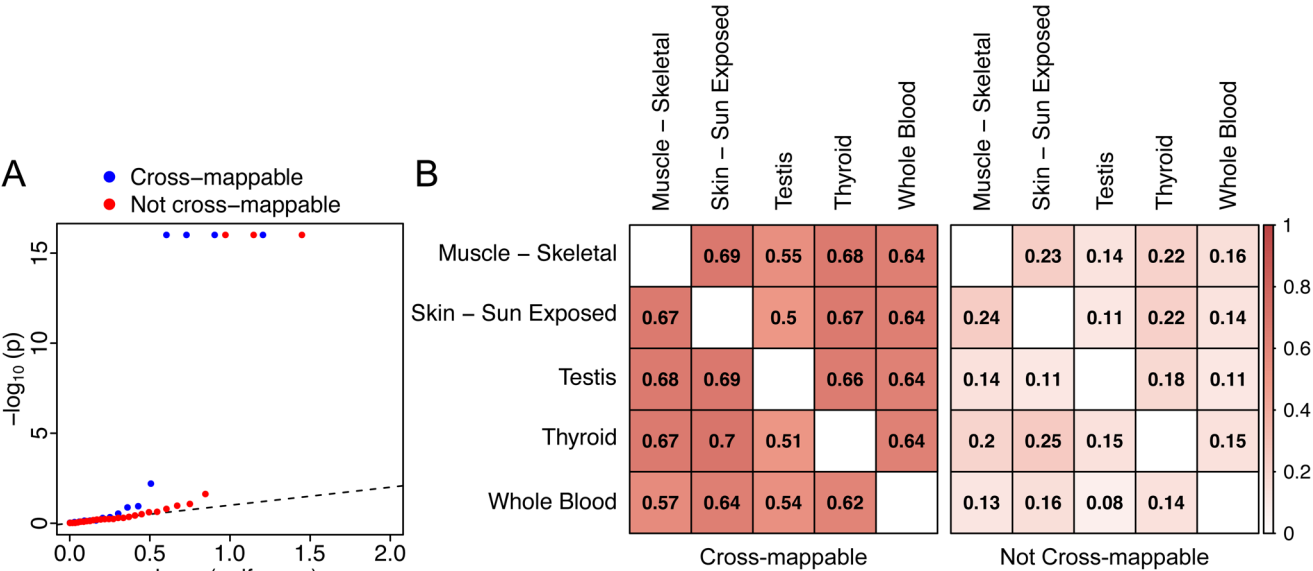 A
Cross−mappable
Not cross−mappable
−log10 (p)
15
10
5
0
0.0 0.5 1.0 1.5 2.0
B
Muscle − Skeletal
Skin − Sun Exposed
Testis
Thyroid
Whole Blood
Muscle − Skeletal
Skin − Sun Exposed
Testis
Thyroid
Whole Blood
Muscle − Skeletal 0.69 0.55 0.68 0.64 0.23 0.14 0.22 0.16
Skin − Sun Exposed 0.67 0.5 0.67 0.64 0.24 0.11 0.22 0.14
Testis 0.68 0.69 0.66 0.64 0.14 0.11 0.18 0.11
Thyroid 0.67 0.7 0.51 0.64 0.2 0.25 0.15 0.15
Whole Blood 0.57 0.64 0.54 0.62 0.13 0.16 0.08 0.14
Cross-mappable
Not Cross-mappable
1
0.8
0.6
0.4
0.2
0